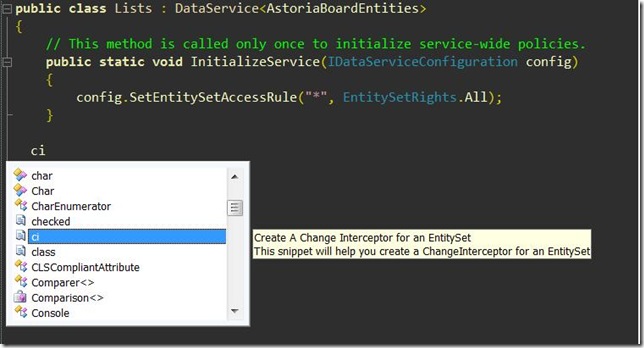 public class Lists : DataService<AstoriaBoardEntities>
{
// This method is called only once to initialize service-wide policies.
public static void InitializeService(IDataServiceConfiguration config)
{
config.SetEntitySetAccessRule("*", EntitySetRights.All);
}
ci
char
Char
CharEnumerator
checked
ci
class
CLSCompliantAttribute
Comparer<>
Comparison<>
Console
Create A Change Interceptor for an EntitySet
This snippet will help you create a ChangeInterceptor for an EntitySet